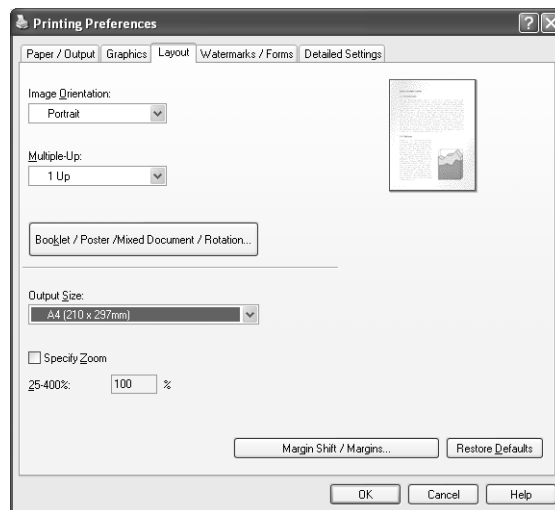 Printing Preferences
Paper / Output Graphics Layout Watermarks / Forms Detailed Settings
Image Orientation:
Portrait
Multiple-Up:
1 Up
Booklet / Poster /Mixed Document / Rotation...
Output Size:
A4 (210 x 297mm)
Specify Zoom
25-400%: 100 %
Margin Shift / Margins... Restore Defaults
OK Cancel Help